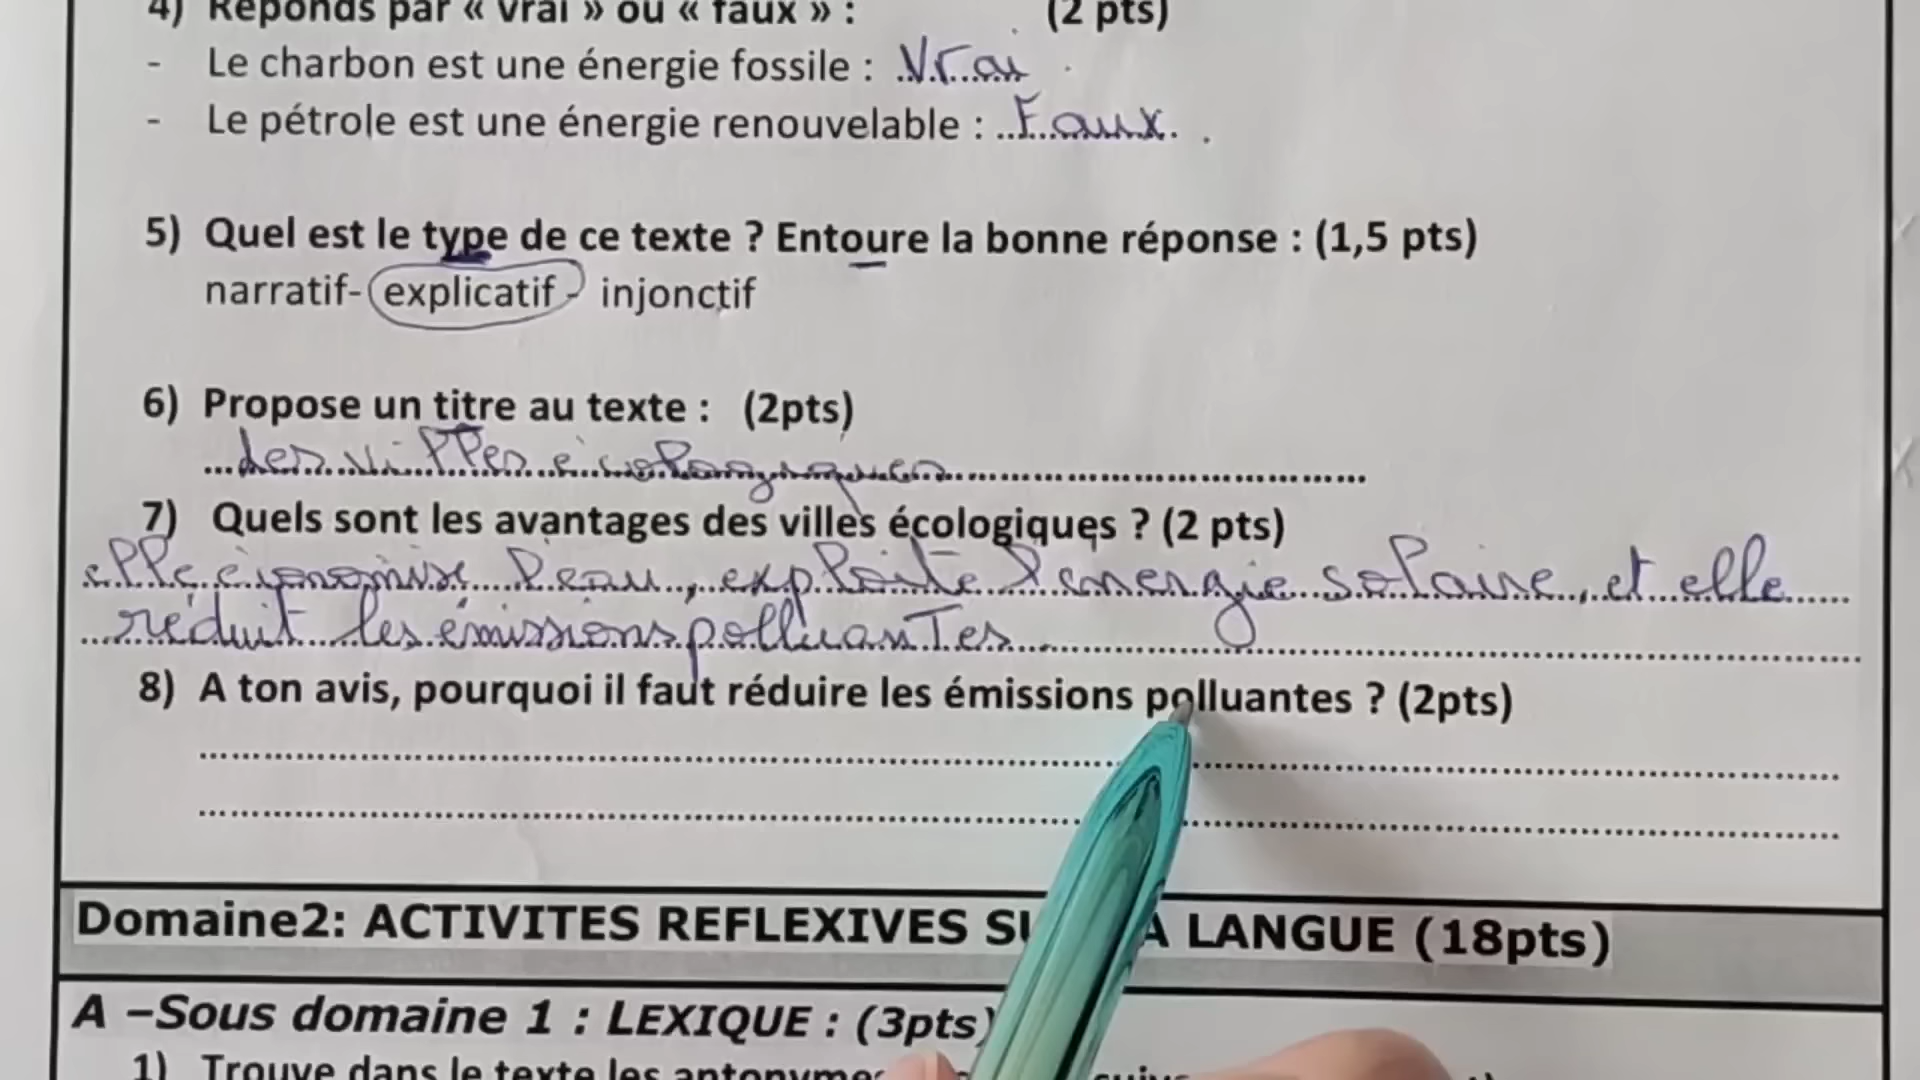 4) Réponds par « vrai » ou « faux » : (2 pts)
- Le charbon est une énergie fossile : Vrai
- Le pétrole est une énergie renouvelable : Faux.
5) Quel est le type de ce texte ? Entoure la bonne réponse : (1,5 pts)
narratif- explicatif - injonctif
6) Propose un titre au texte : (2pts)
des villes écologiques
7) Quels sont les avantages des villes écologiques ? (2 pts)
elle économise l'eau, exploite l'energie solaire, et elle
réduit les émissions polluantes
8) A ton avis, pourquoi il faut réduire les émissions polluantes ? (2pts)
Domaine2: ACTIVITES REFLEXIVES LANGUE (18pts)
A –Sous domaine 1 : LEXIQUE : (3pts)
1) Trouve dans le texte les